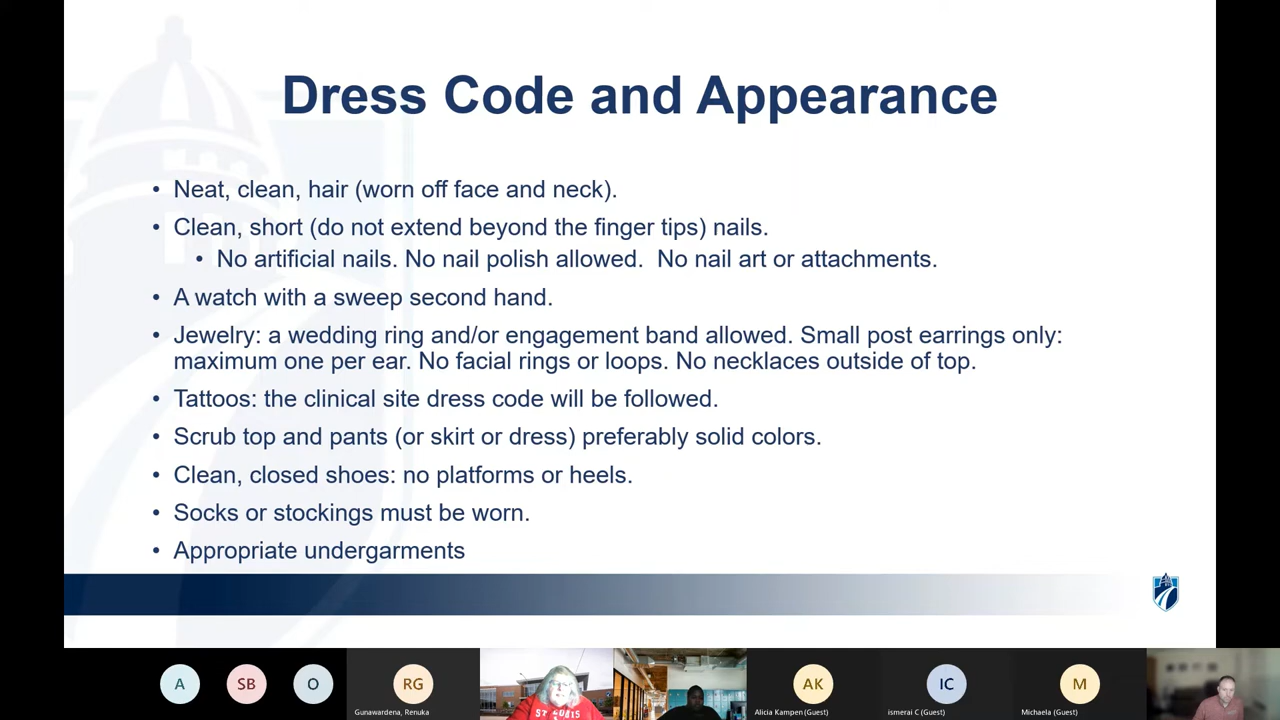 Dress Code and Appearance
• Neat, clean, hair (worn off face and neck).
• Clean, short (do not extend beyond the finger tips) nails.
• No artificial nails. No nail polish allowed.  No nail art or attachments.
• A watch with a sweep second hand.
• Jewelry: a wedding ring and/or engagement band allowed. Small post earrings only:
maximum one per ear. No facial rings or loops. No necklaces outside of top.
• Tattoos: the clinical site dress code will be followed.
• Scrub top and pants (or skirt or dress) preferably solid colors.
• Clean, closed shoes: no platforms or heels.
• Socks or stockings must be worn.
• Appropriate undergarments
A
SB
O
RG
Gunawardena, Renuka
ST
AK
Alicia Kampen (Guest)
IC
ismerai C (Guest)
M
Michaela (Guest)